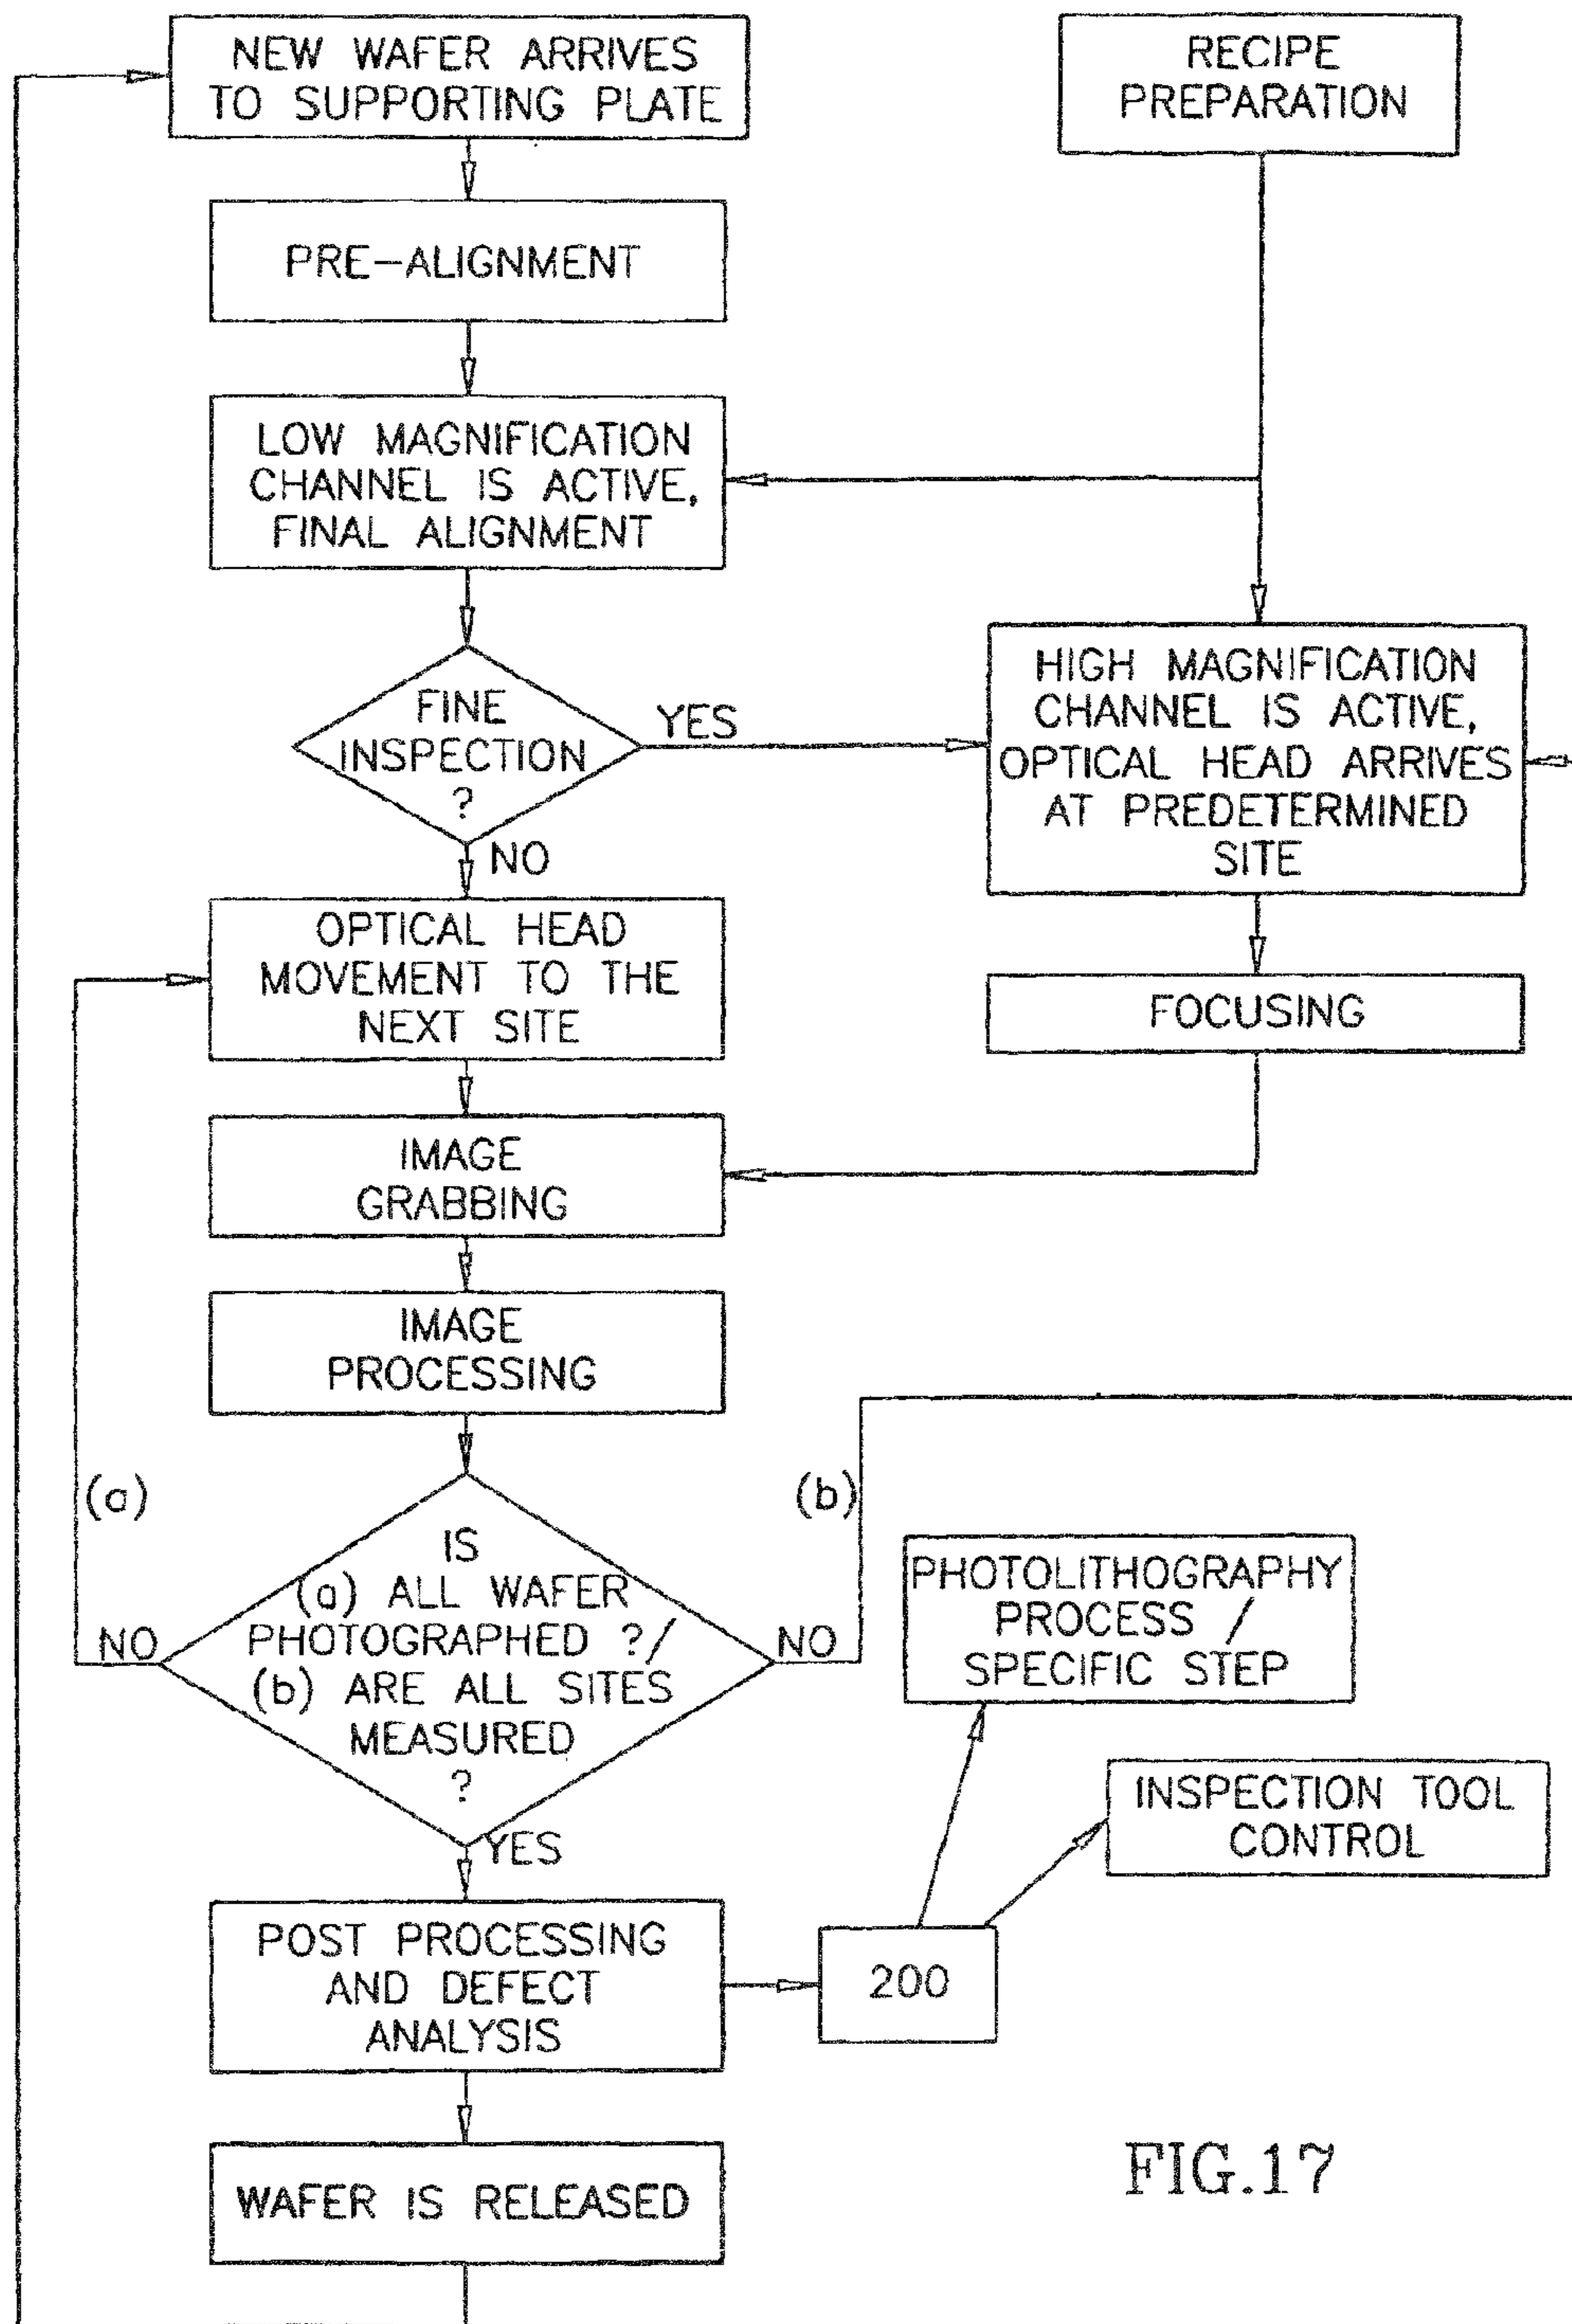 NEW WAFER ARRIVES
TO SUPPORTING PLATE
RECIPE
PREPARATION
PRE-ALIGNMENT
LOW MAGNIFICATION
CHANNEL IS ACTIVE,
FINAL ALIGNMENT
FINE
INSPECTION
?
YES
NO
HIGH MAGNIFICATION
CHANNEL IS ACTIVE,
OPTICAL HEAD ARRIVES
AT PREDETERMINED
SITE
OPTICAL HEAD
MOVEMENT TO THE
NEXT SITE
FOCUSING
IMAGE
GRABBING
IMAGE
PROCESSING
(a)
(b)
IS
(a) ALL WAFER
PHOTOGRAPHED ?/
(b) ARE ALL SITES
MEASURED
?
NO
NO
YES
PHOTOLITHOGRAPHY
PROCESS /
SPECIFIC STEP
INSPECTION TOOL
CONTROL
POST PROCESSING
AND DEFECT
ANALYSIS
200
WAFER IS RELEASED
FIG.17